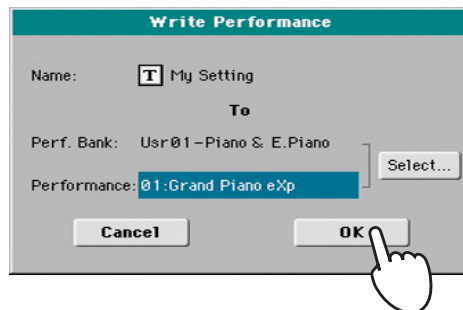 Write Performance
Name: T My Setting
To
Perf. Bank: Usr01-Piano & E.Piano
Select...
Performance: 01:Grand Piano eXp
Cancel OK